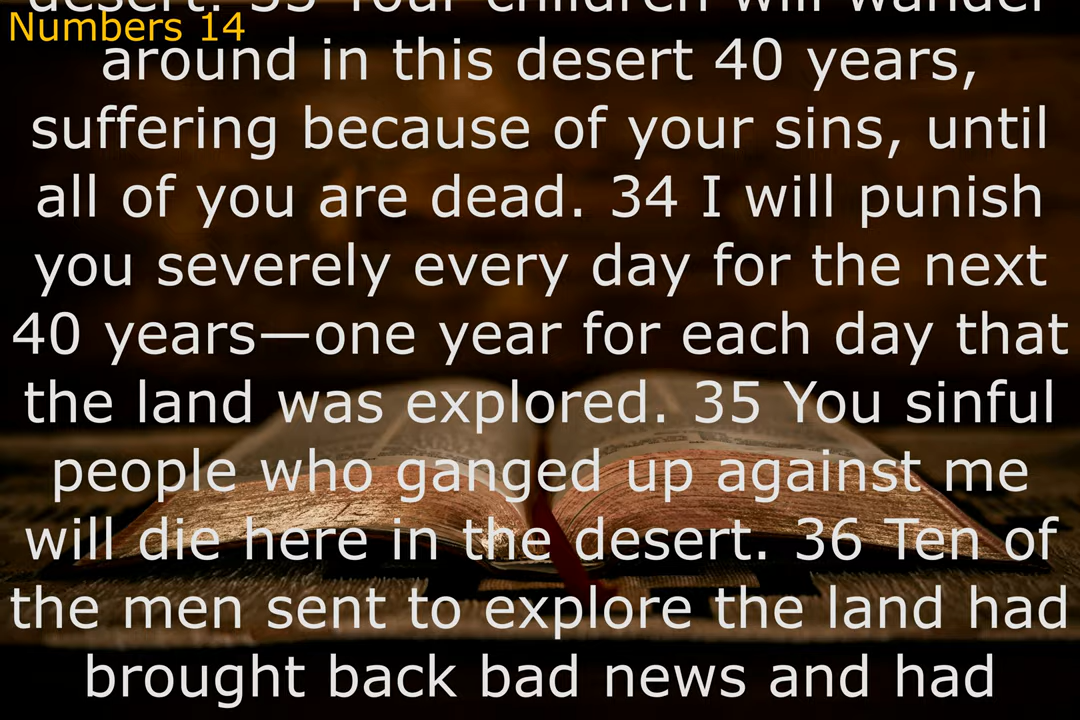 desert. 33 Your children will wander
Numbers 14
around in this desert 40 years,
suffering because of your sins, until
all of you are dead. 34 I will punish
you severely every day for the next
40 years—one year for each day that
the land was explored. 35 You sinful
people who ganged up against me
will die here in the desert. 36 Ten of
the men sent to explore the land had
brought back bad news and had